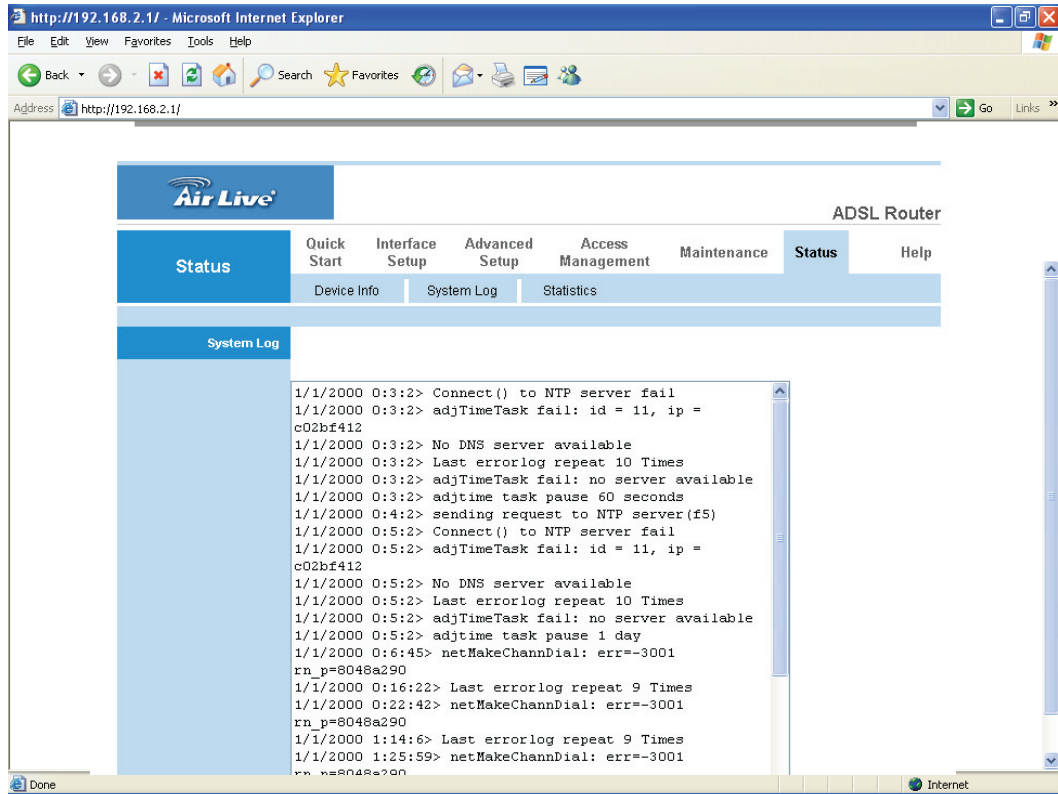 http://192.168.2.1/ - Microsoft Internet Explorer
File Edit View Favorites Tools Help
Back Search Favorites
Address http://192.168.2.1/ Go Links »
Air Live
ADSL Router
Status
Quick Start Interface Setup Advanced Setup Access Management Maintenance Status Help
Device Info System Log Statistics
System Log
1/1/2000 0:3:2> Connect() to NTP server fail
1/1/2000 0:3:2> adjTimeTask fail: id = 11, ip =
c02bf412
1/1/2000 0:3:2> No DNS server available
1/1/2000 0:3:2> Last errorlog repeat 10 Times
1/1/2000 0:3:2> adjTimeTask fail: no server available
1/1/2000 0:3:2> adjtime task pause 60 seconds
1/1/2000 0:4:2> sending request to NTP server(f5)
1/1/2000 0:5:2> Connect() to NTP server fail
1/1/2000 0:5:2> adjTimeTask fail: id = 11, ip =
c02bf412
1/1/2000 0:5:2> No DNS server available
1/1/2000 0:5:2> Last errorlog repeat 10 Times
1/1/2000 0:5:2> adjTimeTask fail: no server available
1/1/2000 0:5:2> adjtime task pause 1 day
1/1/2000 0:6:45> netMakeChannDial: err=-3001
rn_p=8048a290
1/1/2000 0:16:22> Last errorlog repeat 9 Times
1/1/2000 0:22:42> netMakeChannDial: err=-3001
rn_p=8048a290
1/1/2000 1:14:6> Last errorlog repeat 9 Times
1/1/2000 1:25:59> netMakeChannDial: err=-3001
rn_p=8048a290
Done Internet